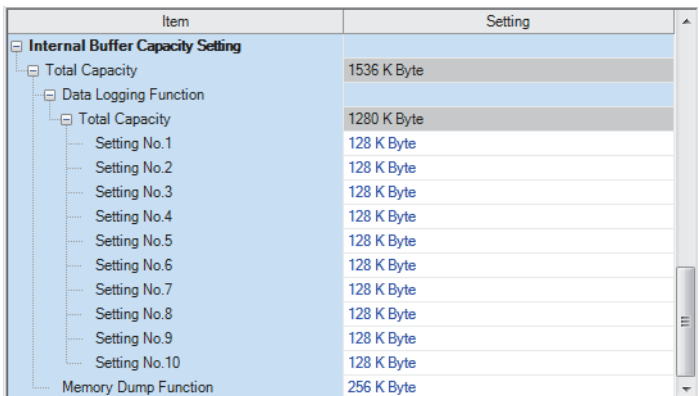 Item Setting
Internal Buffer Capacity Setting
Total Capacity 1536 K Byte
Data Logging Function
Total Capacity 1280 K Byte
Setting No.1 128 K Byte
Setting No.2 128 K Byte
Setting No.3 128 K Byte
Setting No.4 128 K Byte
Setting No.5 128 K Byte
Setting No.6 128 K Byte
Setting No.7 128 K Byte
Setting No.8 128 K Byte
Setting No.9 128 K Byte
Setting No.10 128 K Byte
Memory Dump Function 256 K Byte